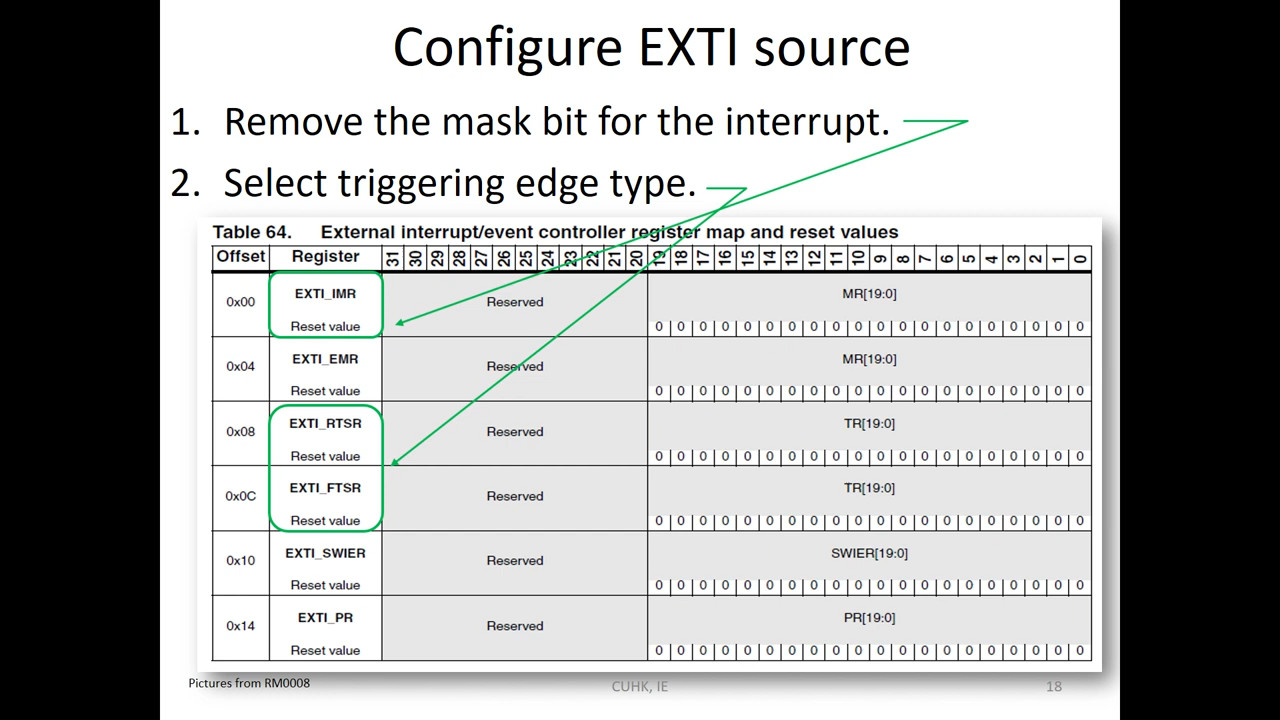 Configure EXTI source
1. Remove the mask bit for the interrupt.
2. Select triggering edge type.
Table 64. External interrupt/event controller register map and reset values
Offset Register 31 30 29 28 27 26 25 24 23 22 21 20 19 18 17 16 15 14 13 12 11 10 9 8 7 6 5 4 3 2 1 0
0x00 EXTI_IMR Reserved MR[19:0]
Reset value 0 0 0 0 0 0 0 0 0 0 0 0 0 0 0 0 0 0 0 0
0x04 EXTI_EMR Reserved MR[19:0]
Reset value 0 0 0 0 0 0 0 0 0 0 0 0 0 0 0 0 0 0 0 0
0x08 EXTI_RTSR Reserved TR[19:0]
Reset value 0 0 0 0 0 0 0 0 0 0 0 0 0 0 0 0 0 0 0 0
0x0C EXTI_FTSR Reserved TR[19:0]
Reset value 0 0 0 0 0 0 0 0 0 0 0 0 0 0 0 0 0 0 0 0
0x10 EXTI_SWIER Reserved SWIER[19:0]
Reset value 0 0 0 0 0 0 0 0 0 0 0 0 0 0 0 0 0 0 0 0
0x14 EXTI_PR Reserved PR[19:0]
Reset value 0 0 0 0 0 0 0 0 0 0 0 0 0 0 0 0 0 0 0 0
Pictures from RM0008 CUHK, IE 18